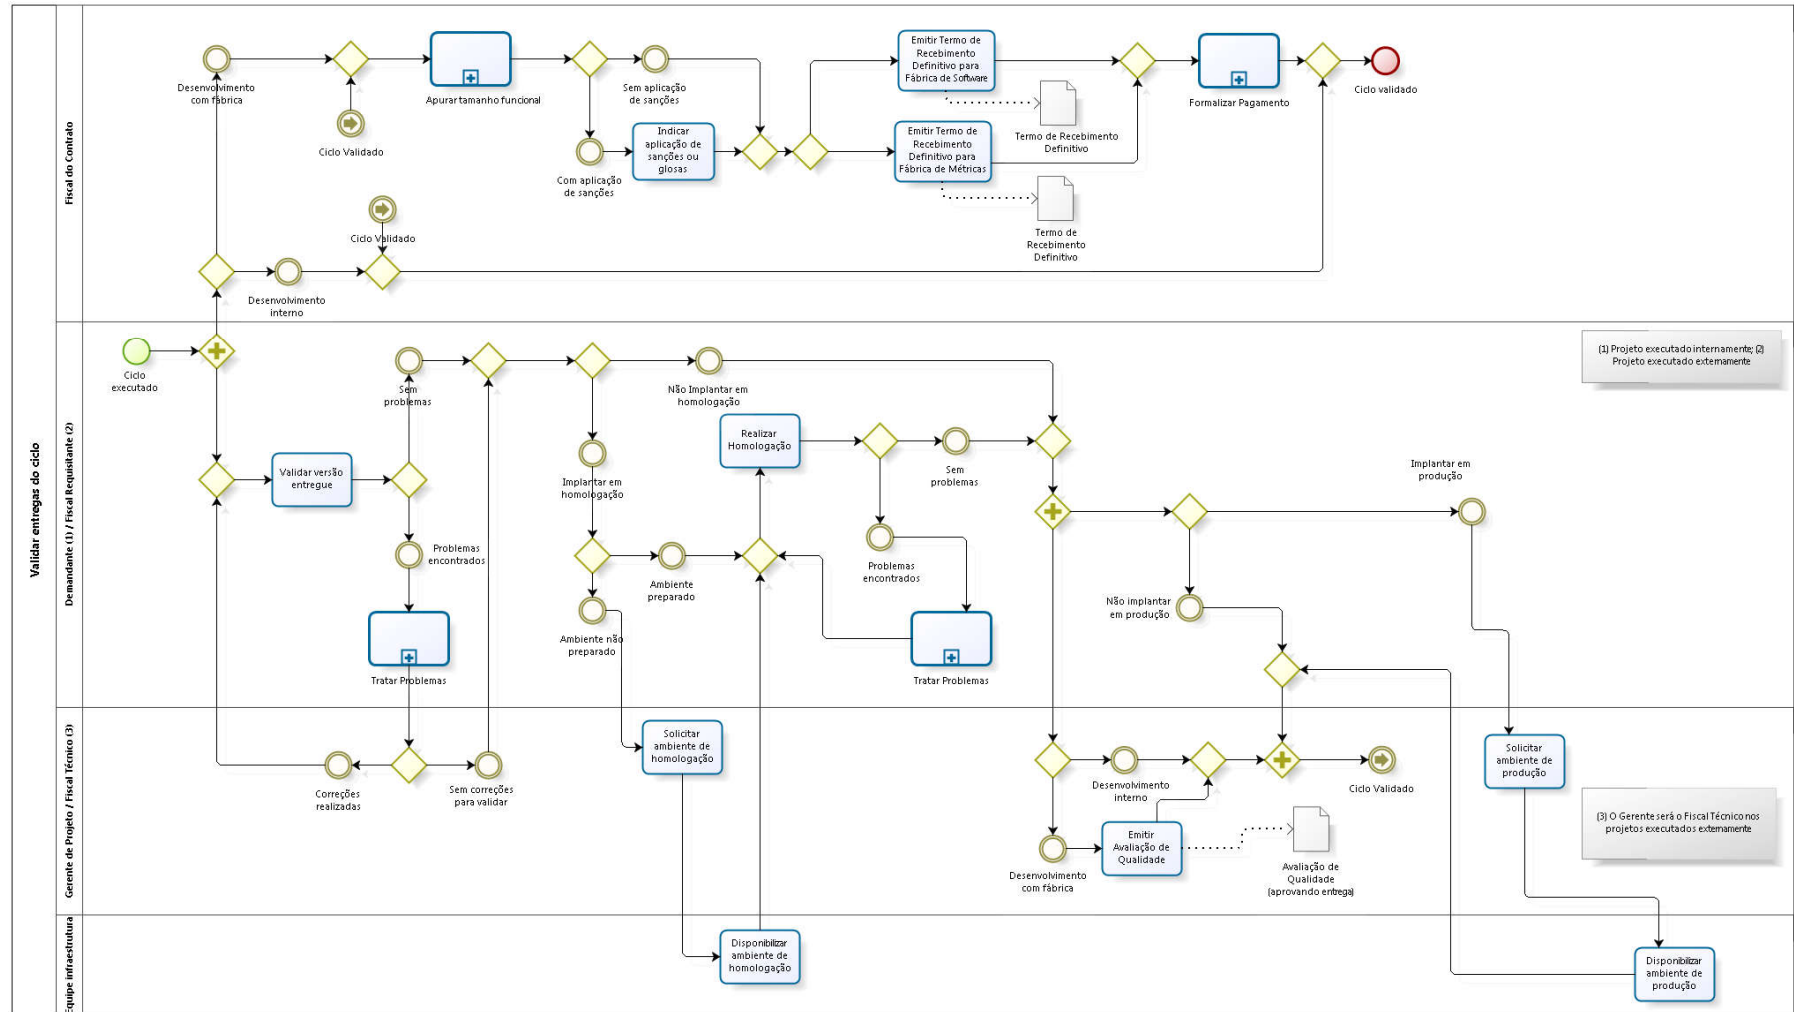 Validar entregas do ciclo
Fiscal do Contrato
Desenvolvimento
com fábrica
Ciclo Validado
Apurar tamanho funcional
Sem aplicação
de sanções
Com aplicação
de sanções
Indicar
aplicação de
sanções ou
glosas
Emitir Termo de
Recebimento
Definitivo para
Fábrica de Software
Termo de Recebimento
Definitivo
Emitir Termo de
Recebimento
Definitivo para
Fábrica de Métricas
Termo de
Recebimento
Definitivo
Formalizar Pagamento
Ciclo validado
Ciclo Validado
Desenvolvimento
interno
Demandante (1) / Fiscal Requisitante (2)
Ciclo
executado
Sem
problemas
Validar versão
entregue
Problemas
encontrados
Tratar Problemas
Não Implantar em
homologação
Implantar em
homologação
Ambiente
preparado
Ambiente não
preparado
Realizar
Homologação
Sem
problemas
Problemas
encontrados
Tratar Problemas
Implantar em
produção
Não implantar
em produção
(1) Projeto executado internamente; (2)
Projeto executado externamente
Gerente de Projeto / Fiscal Técnico (3)
Correções
realizadas
Sem correções
para validar
Solicitar
ambiente de
homologação
Desenvolvimento
interno
Desenvolvimento
com fábrica
Emitir
Avaliação de
Qualidade
Avaliação de
Qualidade
(aprovando entrega)
Ciclo Validado
Solicitar
ambiente de
produção
(3) O Gerente será o Fiscal Técnico nos
projetos executados externamente
Equipe infraestrutura
Disponibilizar
ambiente de
homologação
Disponibilizar
ambiente de
produção